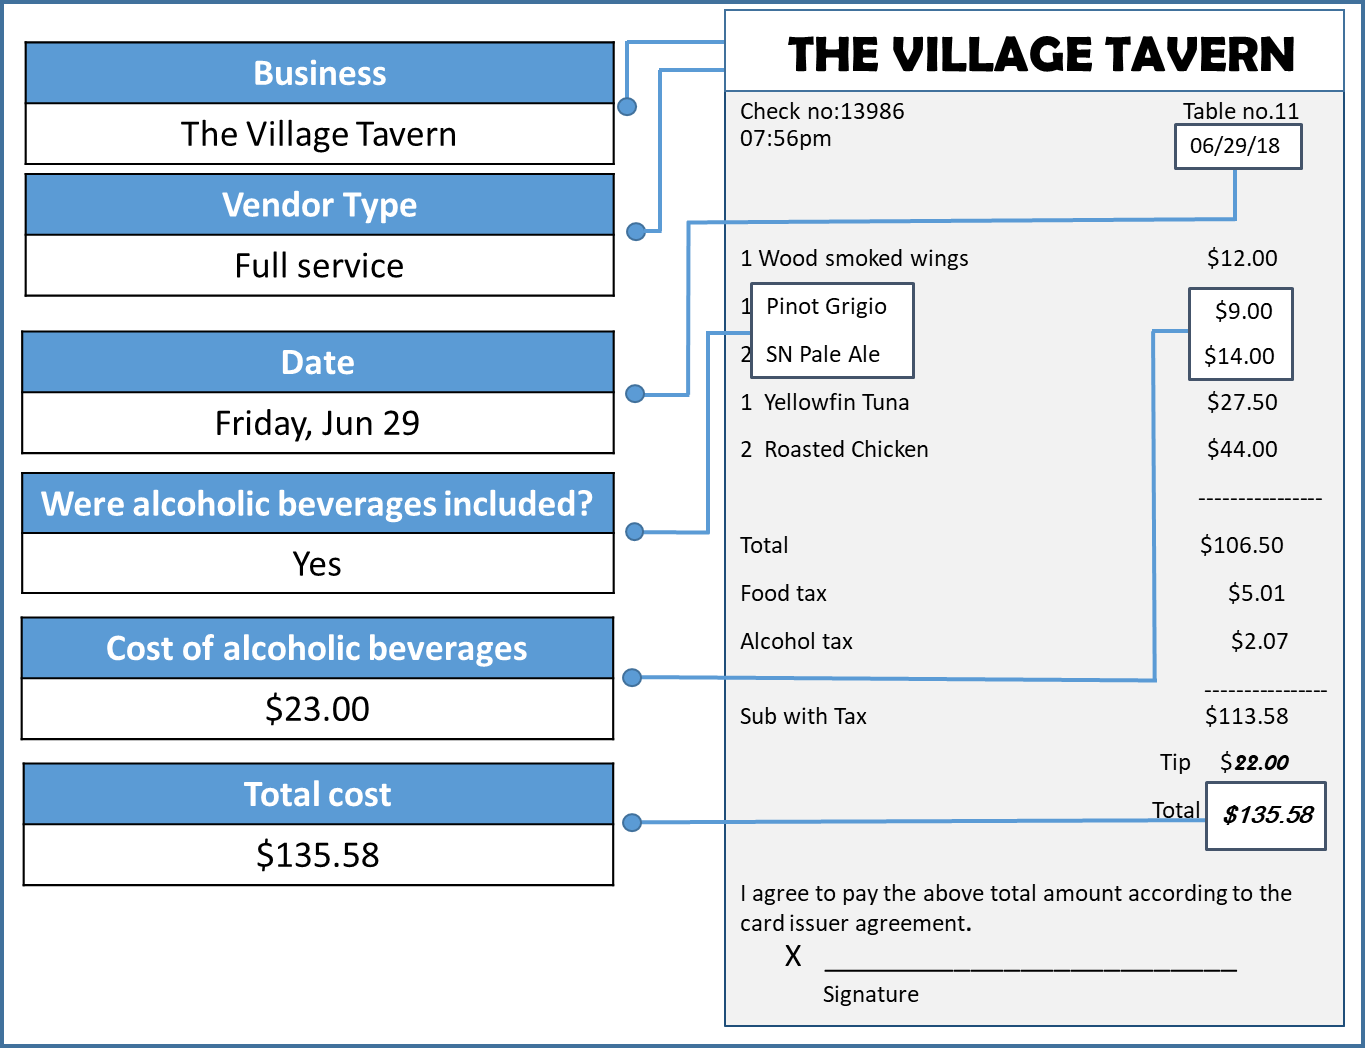 Business
The Village Tavern
Vendor Type
Full service
Date
Friday, Jun 29
Were alcoholic beverages included?
Yes
Cost of alcoholic beverages
$23.00
Total cost
$135.58
THE VILLAGE TAVERN
Check no:13986 Table no.11
07:56pm 06/29/18
1 Wood smoked wings $12.00
1 Pinot Grigio $9.00
2 SN Pale Ale $14.00
1 Yellowfin Tuna $27.50
2 Roasted Chicken $44.00
----------------
Total $106.50
Food tax $5.01
Alcohol tax $2.07
----------------
Sub with Tax $113.58
Tip $22.00
Total $135.58
I agree to pay the above total amount according to the
card issuer agreement.
X ______________________________
Signature